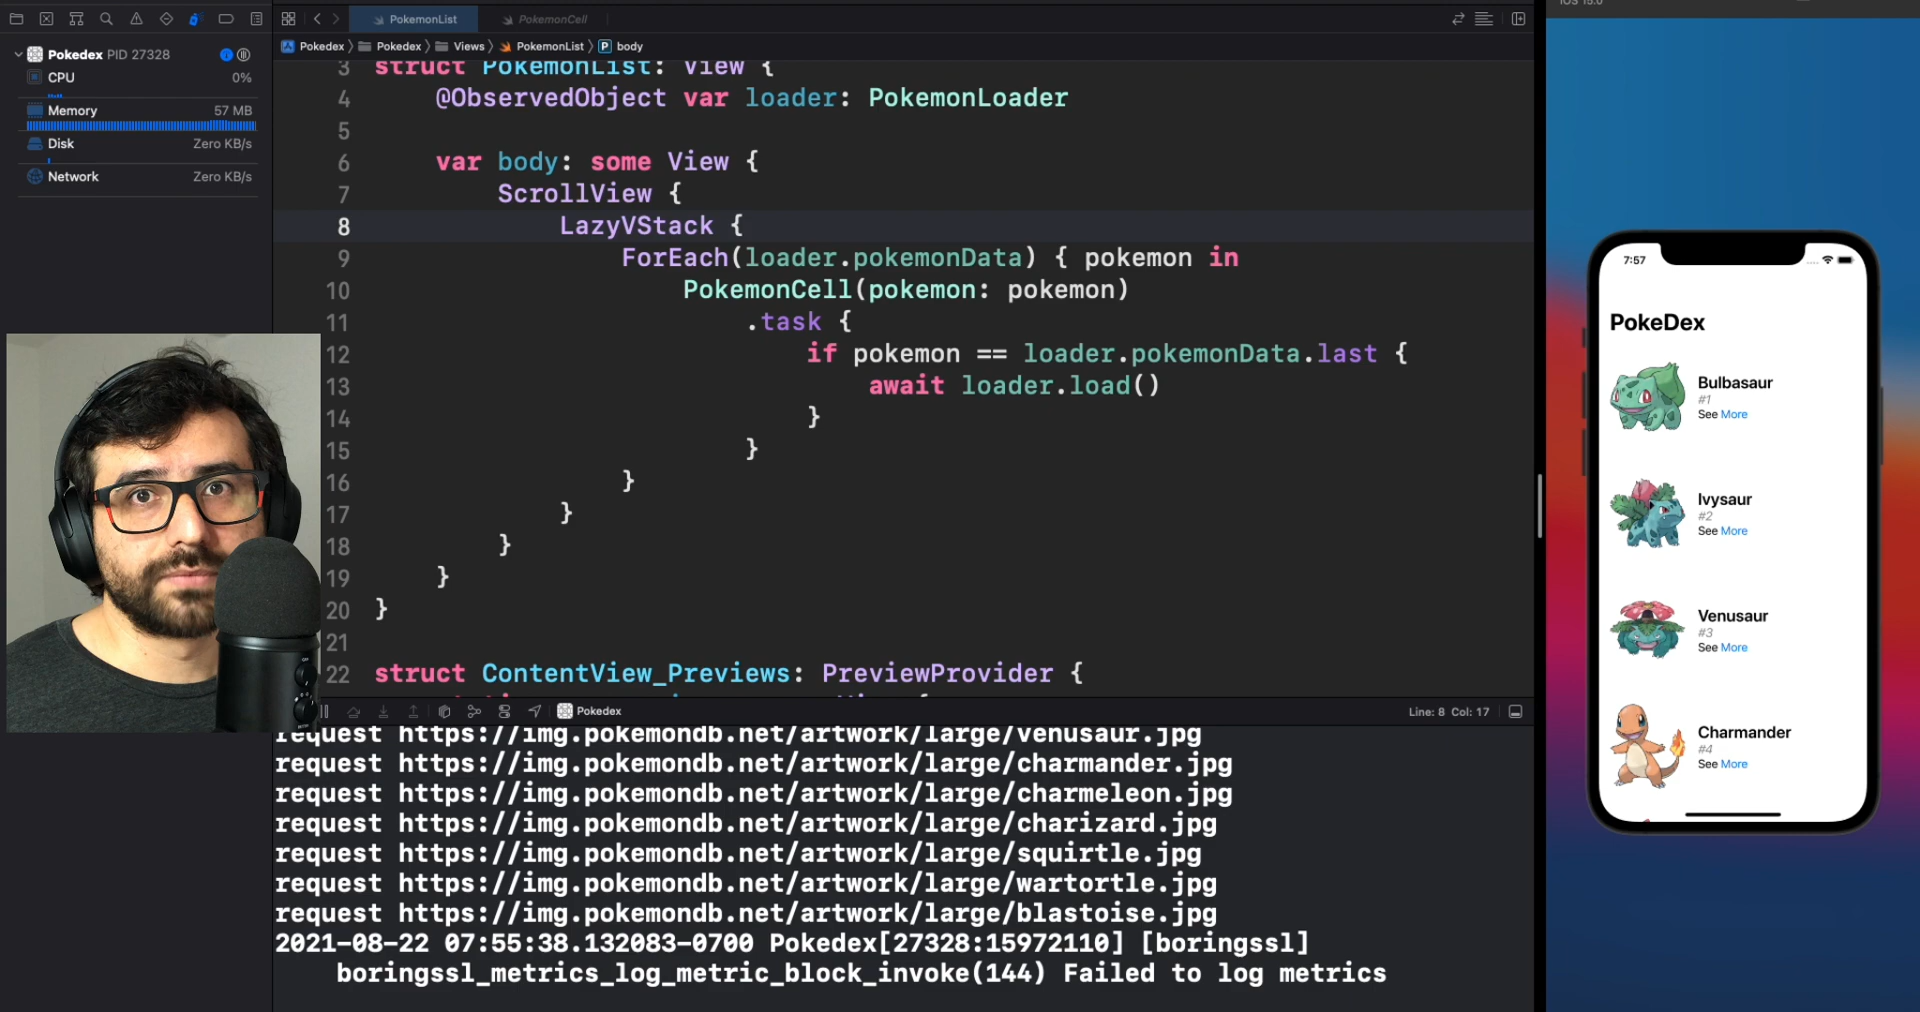 PokemonList
PokemonCell
iOS 15.0
Pokedex PID 27328
CPU 0%
Memory 57 MB
Disk Zero KB/s
Network Zero KB/s
Pokedex Pokedex Views PokemonList P body
3 struct PokemonList: View {
4 @ObservedObject var loader: PokemonLoader
5
6 var body: some View {
7 ScrollView {
8 LazyVStack {
9 ForEach(loader.pokemonData) { pokemon in
10 PokemonCell(pokemon: pokemon)
11 .task {
12 if pokemon == loader.pokemonData.last {
13 await loader.load()
14 }
15 }
16 }
17 }
18 }
19 }
20 }
21
22 struct ContentView_Previews: PreviewProvider {
Pokedex
Line: 8 Col: 17
request https://img.pokemondb.net/artwork/large/venusaur.jpg
request https://img.pokemondb.net/artwork/large/charmander.jpg
request https://img.pokemondb.net/artwork/large/charmeleon.jpg
request https://img.pokemondb.net/artwork/large/charizard.jpg
request https://img.pokemondb.net/artwork/large/squirtle.jpg
request https://img.pokemondb.net/artwork/large/wartortle.jpg
request https://img.pokemondb.net/artwork/large/blastoise.jpg
2021-08-22 07:55:38.132083-0700 Pokedex[27328:15972110] [boringssl]
boringssl_metrics_log_metric_block_invoke(144) Failed to log metrics
7:57
PokeDex
Bulbasaur
#1
See More
Ivysaur
#2
See More
Venusaur
#3
See More
Charmander
#4
See More